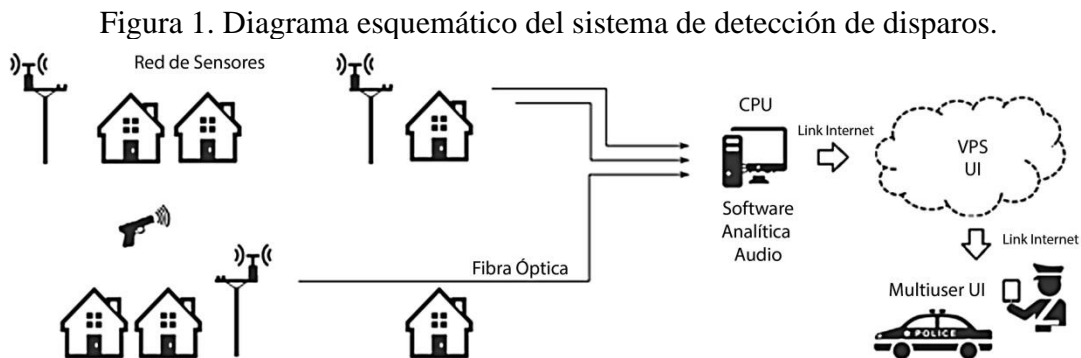 Figura 1. Diagrama esquemático del sistema de detección de disparos.
Red de Sensores
Fibra Óptica
CPU
Software
Analítica
Audio
Link Internet
VPS
UI
Link Internet
Multiuser UI
POLICE